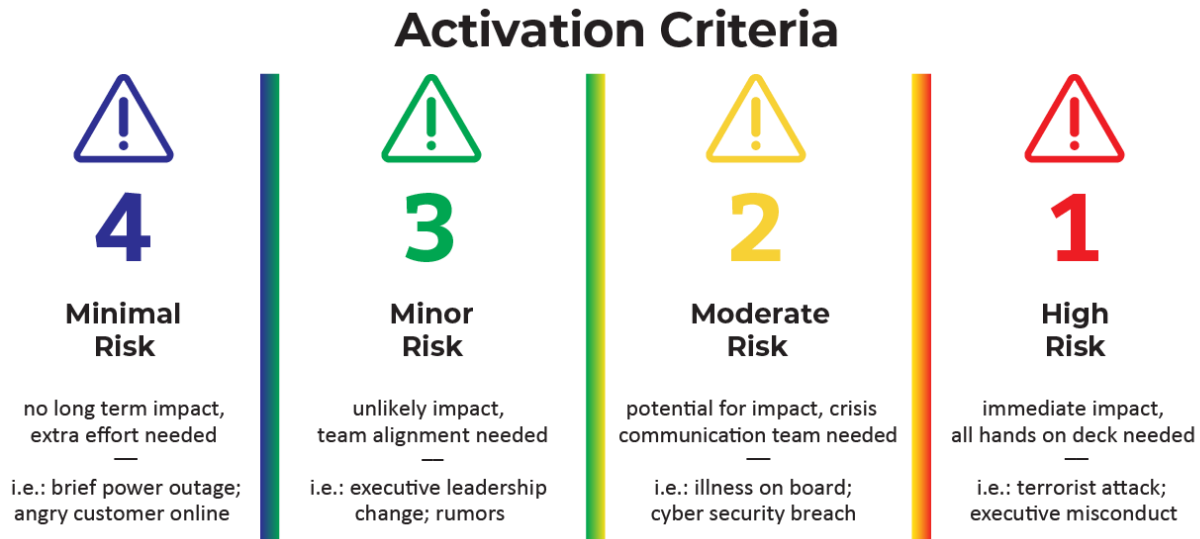 Activation Criteria
4
Minimal
Risk
no long term impact,
extra effort needed
—
i.e.: brief power outage;
angry customer online
3
Minor
Risk
unlikely impact,
team alignment needed
—
i.e.: executive leadership
change; rumors
2
Moderate
Risk
potential for impact, crisis
communication team needed
—
i.e.: illness on board;
cyber security breach
1
High
Risk
immediate impact,
all hands on deck needed
—
i.e.: terrorist attack;
executive misconduct